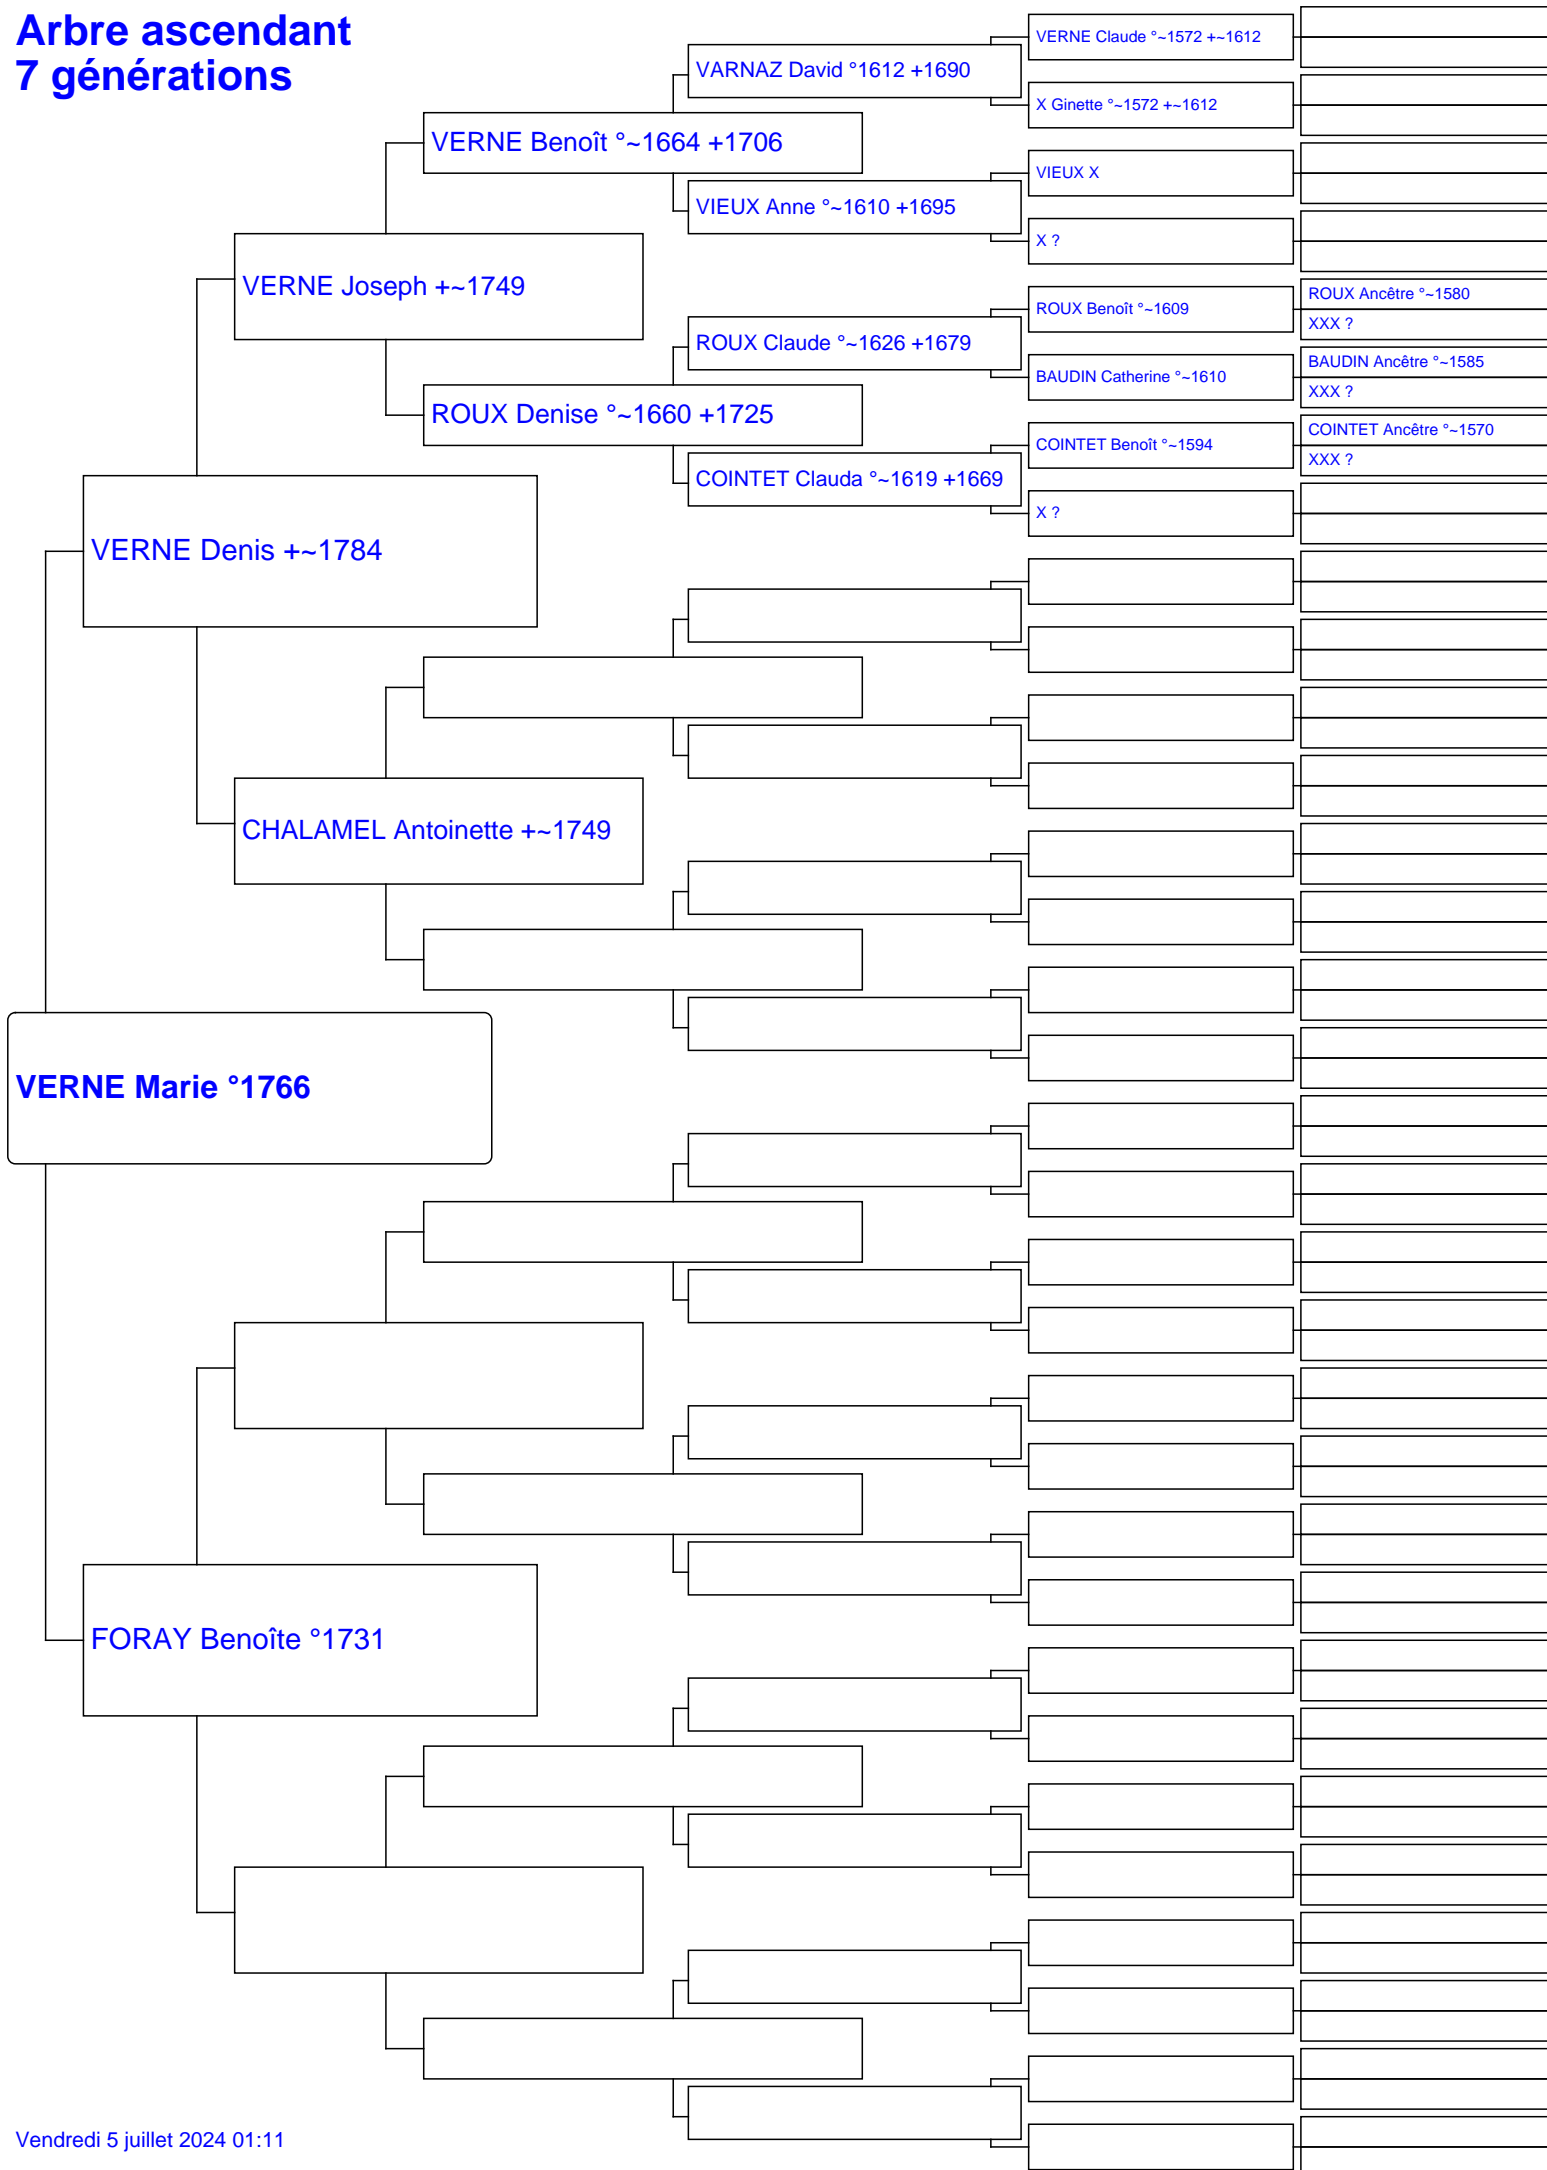 Arbre ascendant
7 générations
VERNE Claude °~1572 +~1612
VARNAZ David °1612 +1690
X Ginette °~1572 +~1612
VERNE Benoît °~1664 +1706
VIEUX X
VIEUX Anne °~1610 +1695
X ?
VERNE Joseph +~1749
ROUX Ancêtre °~1580
ROUX Benoît °~1609
XXX ?
ROUX Claude °~1626 +1679
BAUDIN Ancêtre °~1585
BAUDIN Catherine °~1610
XXX ?
ROUX Denise °~1660 +1725
COINTET Ancêtre °~1570
COINTET Benoît °~1594
XXX ?
COINTET Clauda °~1619 +1669
X ?
VERNE Denis +~1784
CHALAMEL Antoinette +~1749
VERNE Marie °1766
FORAY Benoîte °1731
Vendredi 5 juillet 2024 01:11